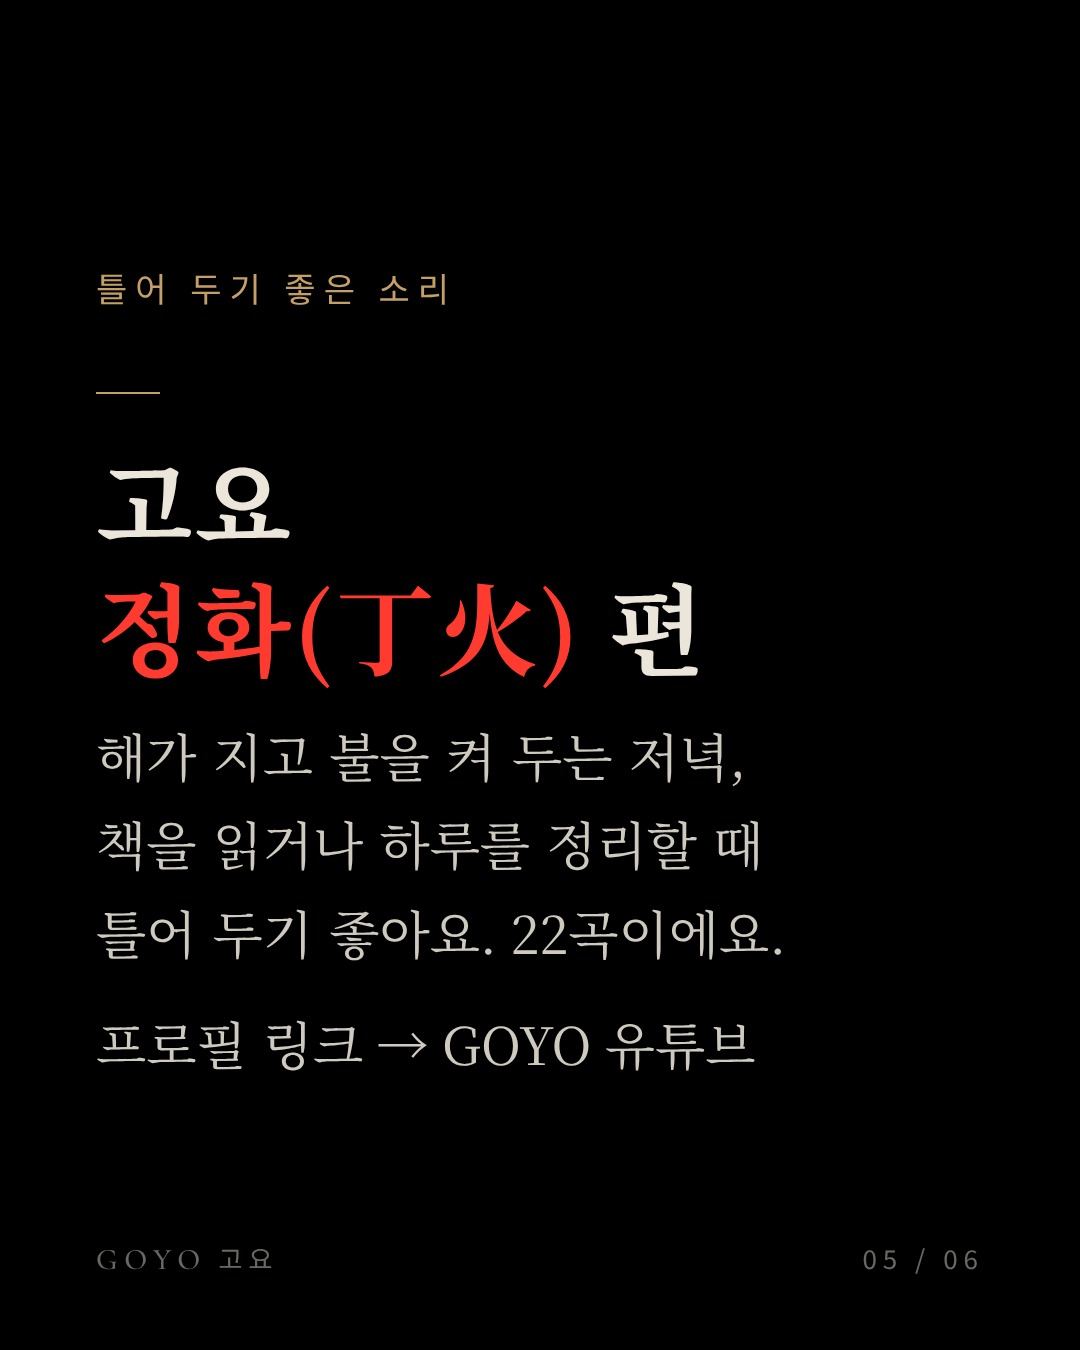 틀어 두기 좋은 소리
고요
정화(丁火) 편
해가 지고 불을 켜 두는 저녁,
책을 읽거나 하루를 정리할 때
틀어 두기 좋아요. 22곡이에요.
프로필 링크 → GOYO 유튜브
GOYO 고요
05 / 06